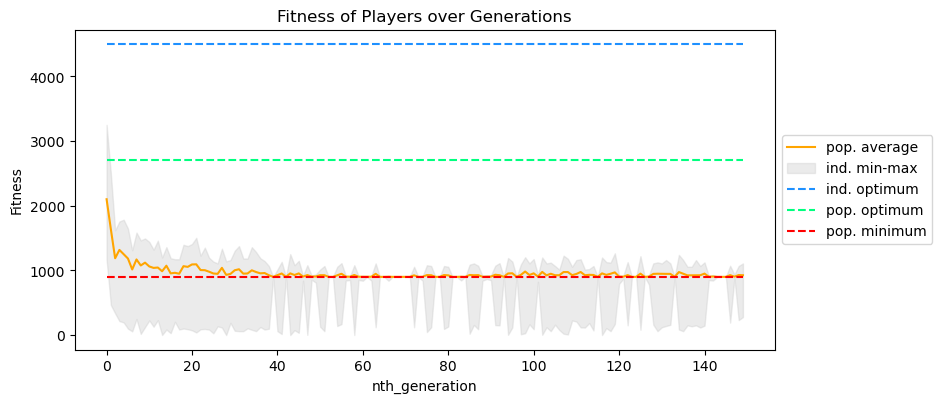 Fitness of Players over Generations
Fitness
4000
3000
2000
1000
0
0
20
40
60
80
100
120
140
nth_generation
pop. average
ind. min-max
ind. optimum
pop. optimum
pop. minimum